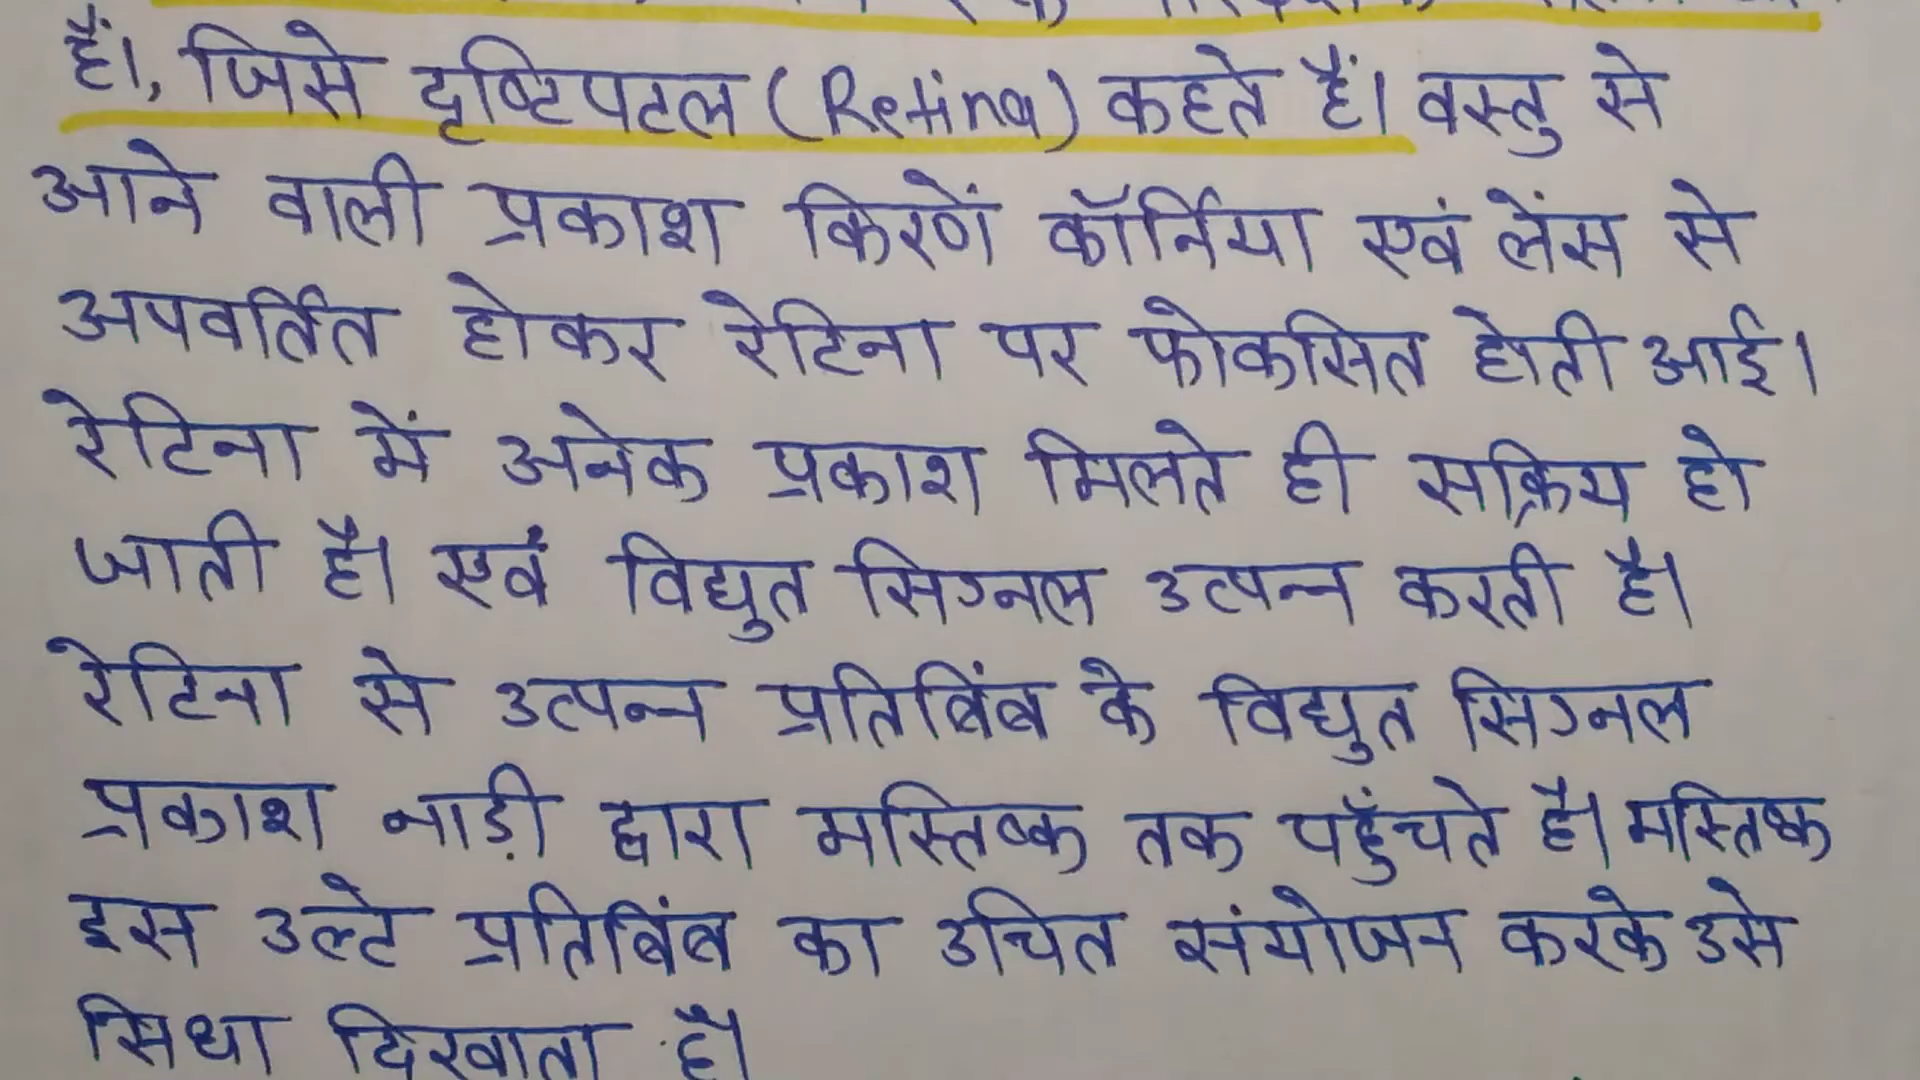 हैं।, जिसे दृष्टिपटल (Retina) कहते हैं। वस्तु से
आने वाली प्रकाश किरणें कॉर्निया एवं लेंस से
अपवर्तित होकर रेटिना पर फोकसित होती आई।
रेटिना में अनेक प्रकाश मिलते ही सक्रिय हो
जाती है। एवं विद्युत सिग्नल उत्पन्न करती है।
रेटिना से उत्पन्न प्रतिबिंब के विद्युत सिग्नल
प्रकाश नाड़ी द्वारा मस्तिष्क तक पहुँचते है। मस्तिष्क
इस उल्टे प्रतिबिंब का उचित संयोजन करके उसे
सिधा दिखाता है।